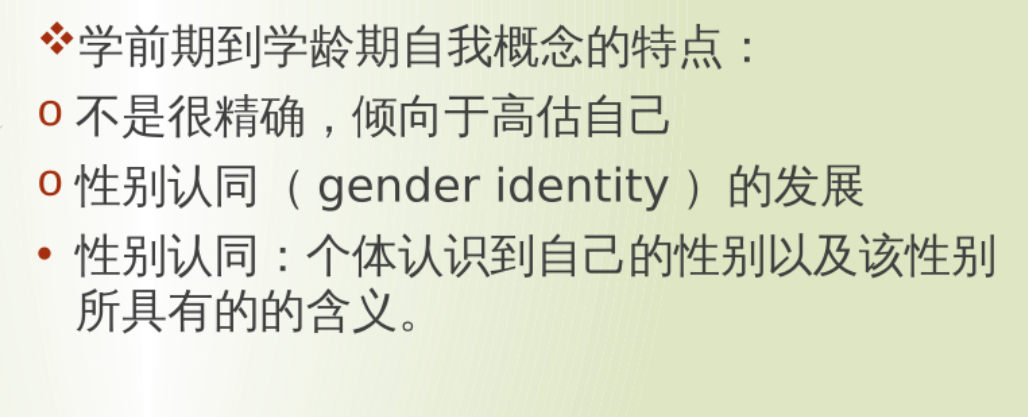 ❖学前期到学龄期自我概念的特点：
o 不是很精确，倾向于高估自己
o 性别认同（ gender identity ）的发展
• 性别认同：个体认识到自己的性别以及该性别
所具有的的含义。